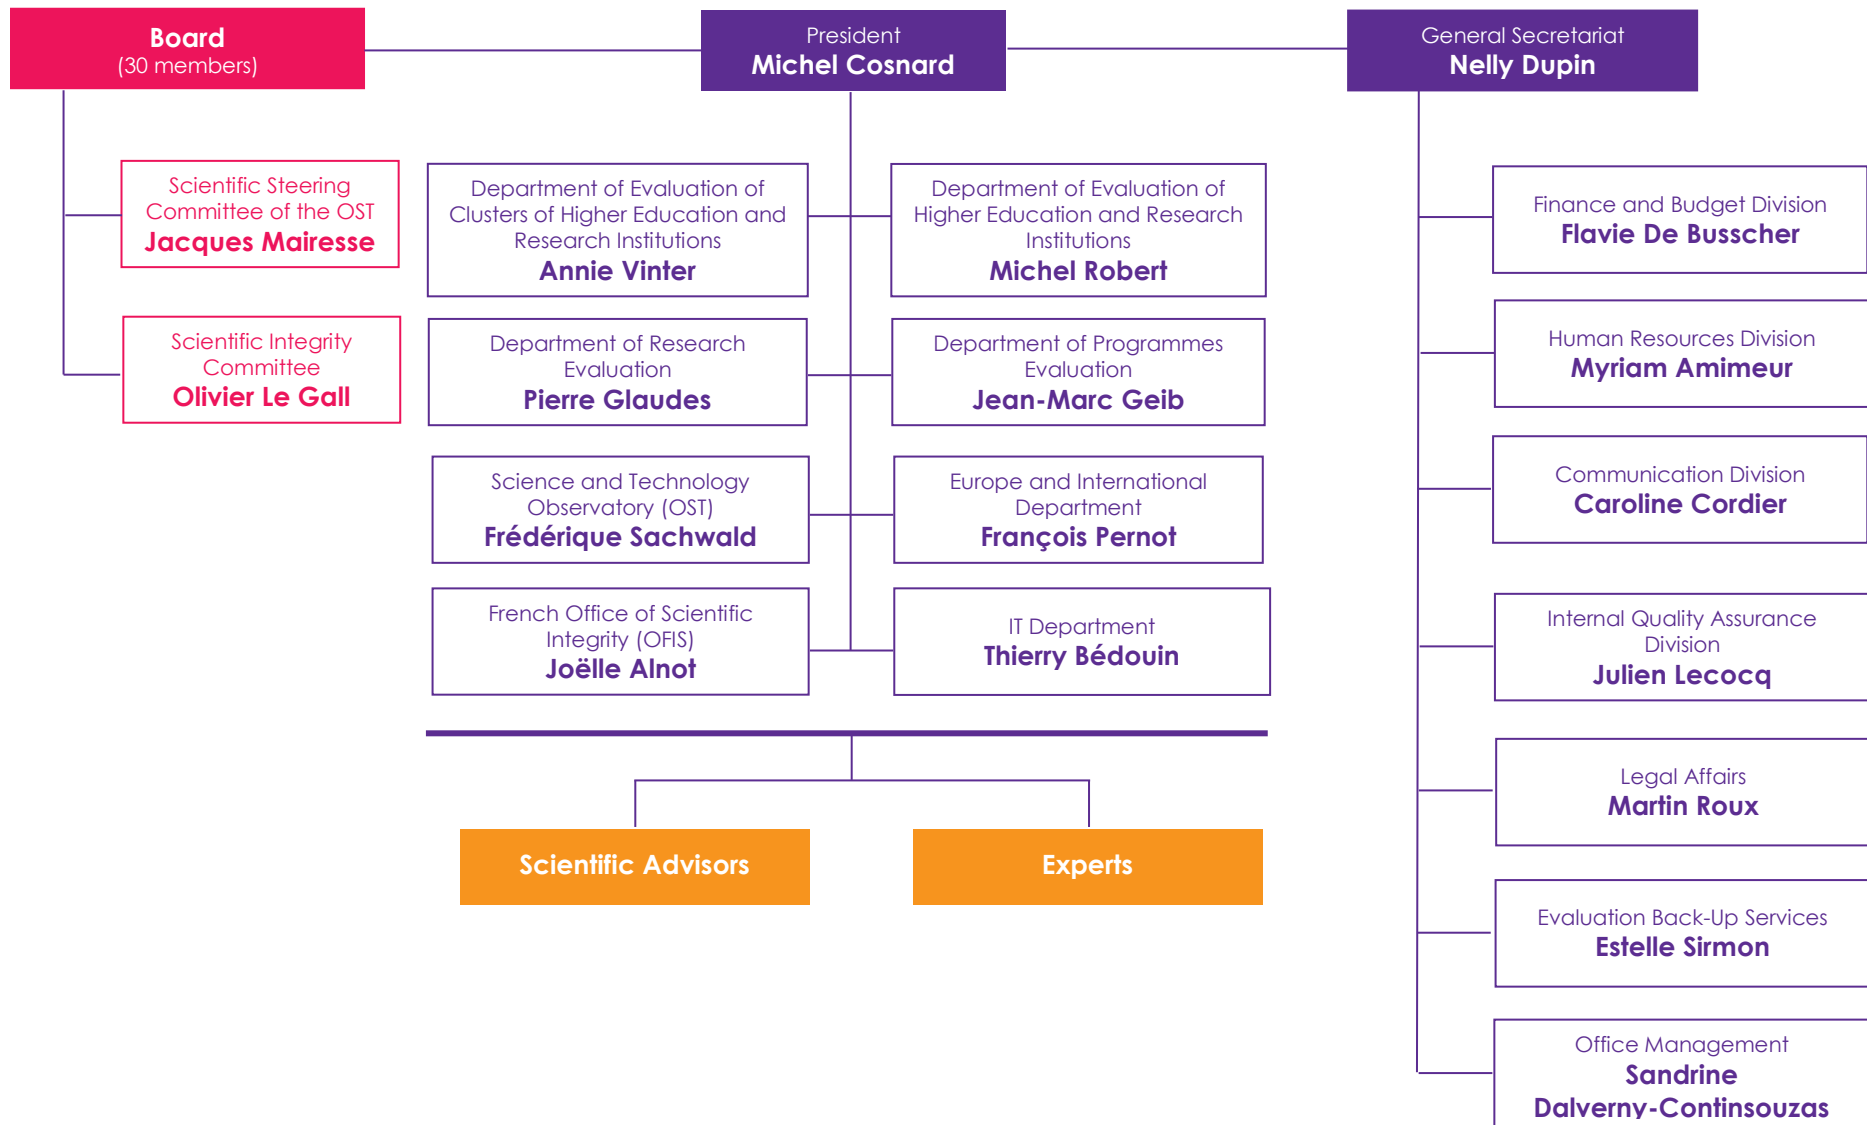 Board
(30 members)
President
Michel Cosnard
General Secretariat
Nelly Dupin
Scientific Steering
Committee of the OST
Jacques Mairesse
Scientific Integrity
Committee
Olivier Le Gall
Department of Evaluation of
Clusters of Higher Education and
Research Institutions
Annie Vinter
Department of Evaluation of
Higher Education and Research
Institutions
Michel Robert
Department of Research
Evaluation
Pierre Glaudes
Department of Programmes
Evaluation
Jean-Marc Geib
Science and Technology
Observatory (OST)
Frédérique Sachwald
Europe and International
Department
François Pernot
French Office of Scientific
Integrity (OFIS)
Joëlle Alnot
IT Department
Thierry Bédouin
Scientific Advisors
Experts
Finance and Budget Division
Flavie De Busscher
Human Resources Division
Myriam Amimeur
Communication Division
Caroline Cordier
Internal Quality Assurance
Division
Julien Lecocq
Legal Affairs
Martin Roux
Evaluation Back-Up Services
Estelle Sirmon
Office Management
Sandrine
Dalverny-Continsouzas